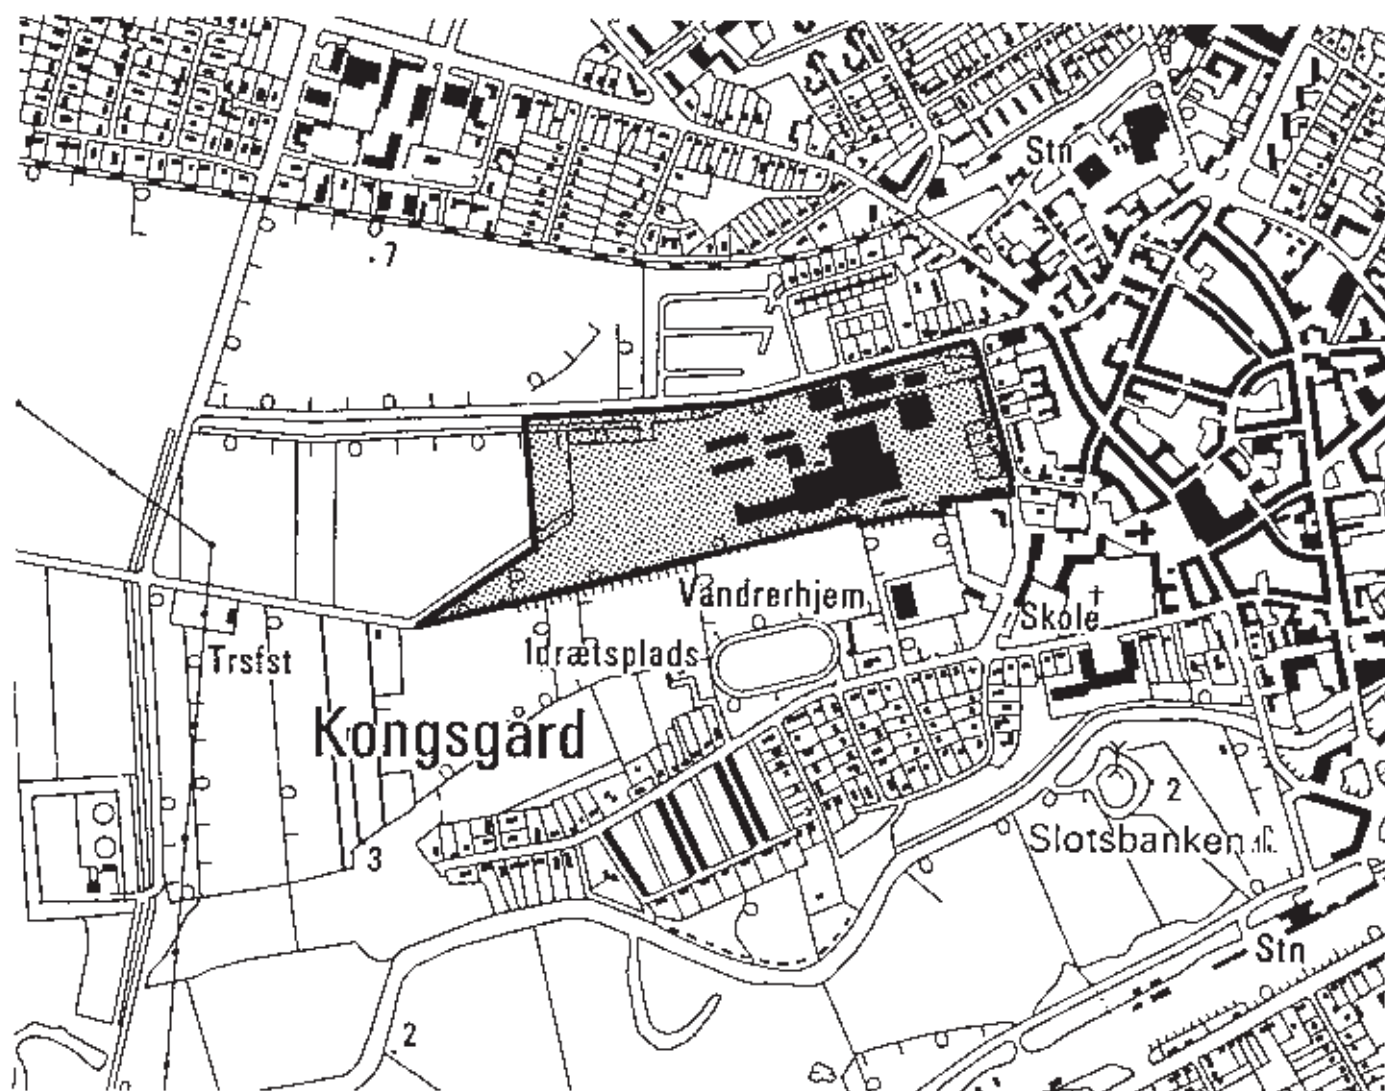 Stn
.7
Vandrerhjem
Skole
Idrætsplads
Trsfst
Kongsgård
2
Slotsbanken
3
Stn
2